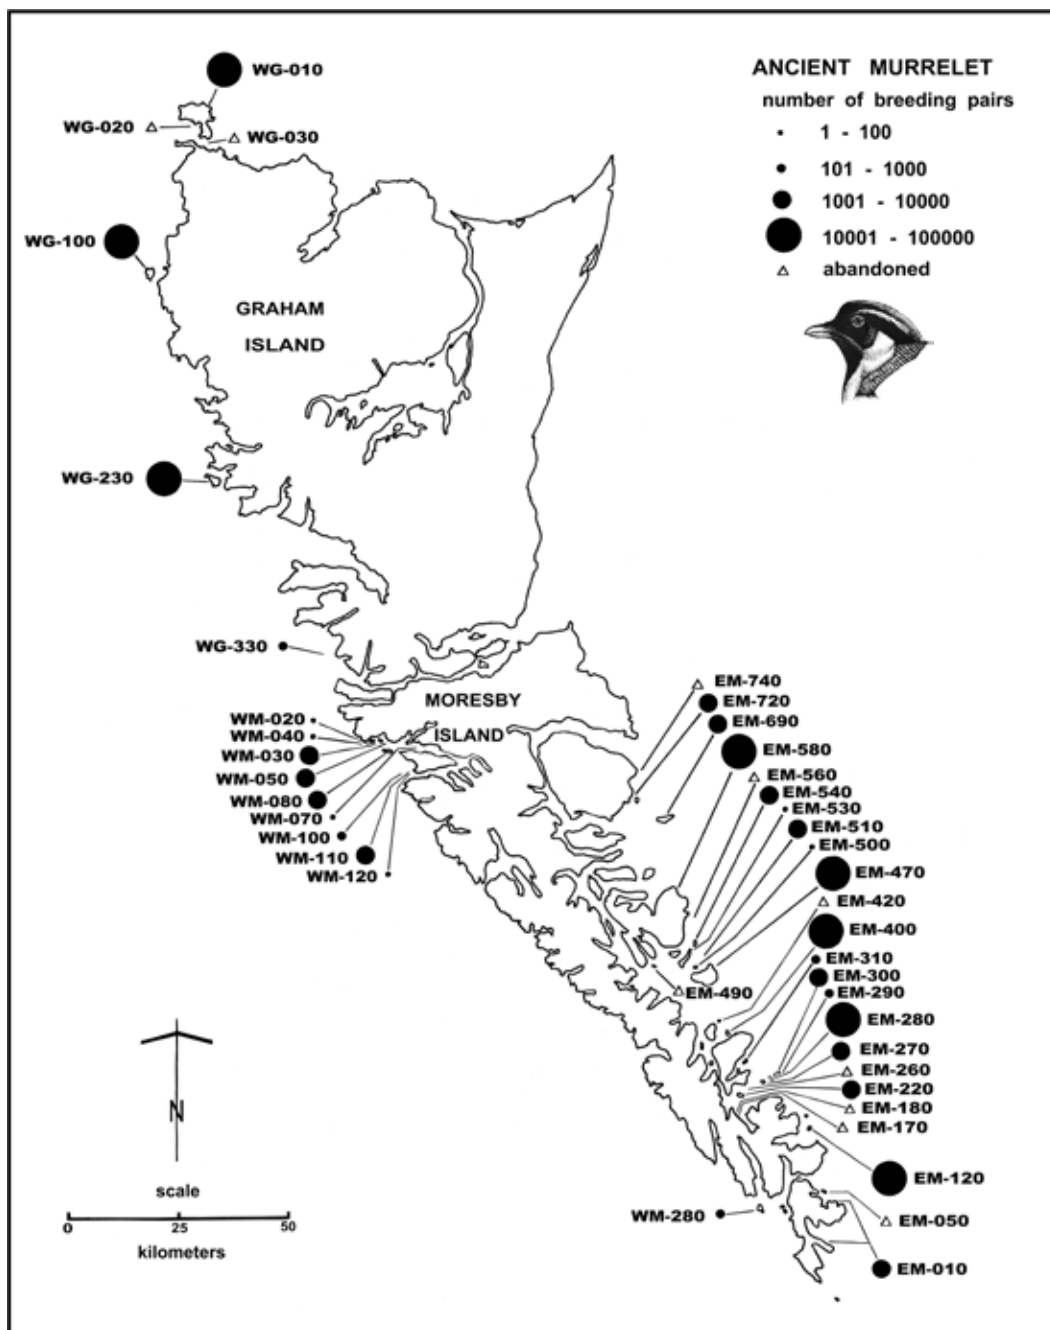 WG-010
WG-020
WG-030
ANCIENT MURRELET
number of breeding pairs
1 - 100
101 - 1000
1001 - 10000
10001 - 100000
abandoned
WG-100
GRAHAM
ISLAND
WG-230
WG-330
MORESBY
ISLAND
WM-020
WM-040
WM-030
WM-050
WM-080
WM-070
WM-100
WM-110
WM-120
EM-740
EM-720
EM-690
EM-580
EM-560
EM-540
EM-530
EM-510
EM-500
EM-470
EM-420
EM-400
EM-310
EM-300
EM-490
EM-290
EM-280
EM-270
EM-260
EM-220
EM-180
EM-170
EM-120
WM-280
EM-050
EM-010
N
scale
0 25 50
kilometers